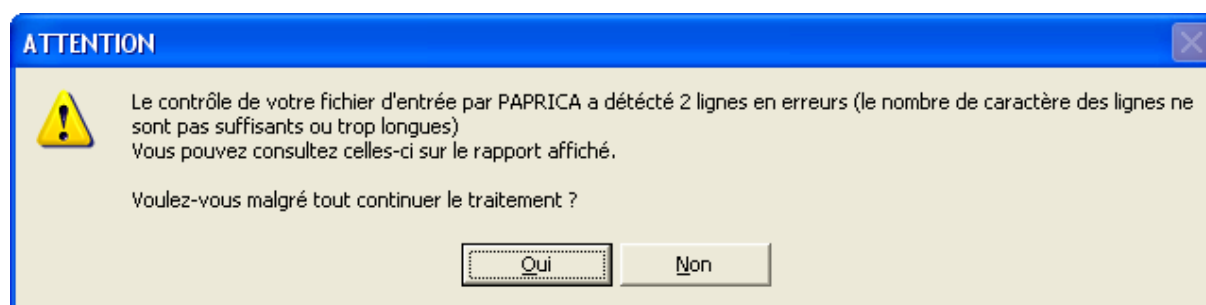 ATTENTION
Le contrôle de votre fichier d'entrée par PAPRICA a détécté 2 lignes en erreurs (le nombre de caractère des lignes ne
sont pas suffisants ou trop longues)
Vous pouvez consultez celles-ci sur le rapport affiché.
Voulez-vous malgré tout continuer le traitement ?
Oui
Non